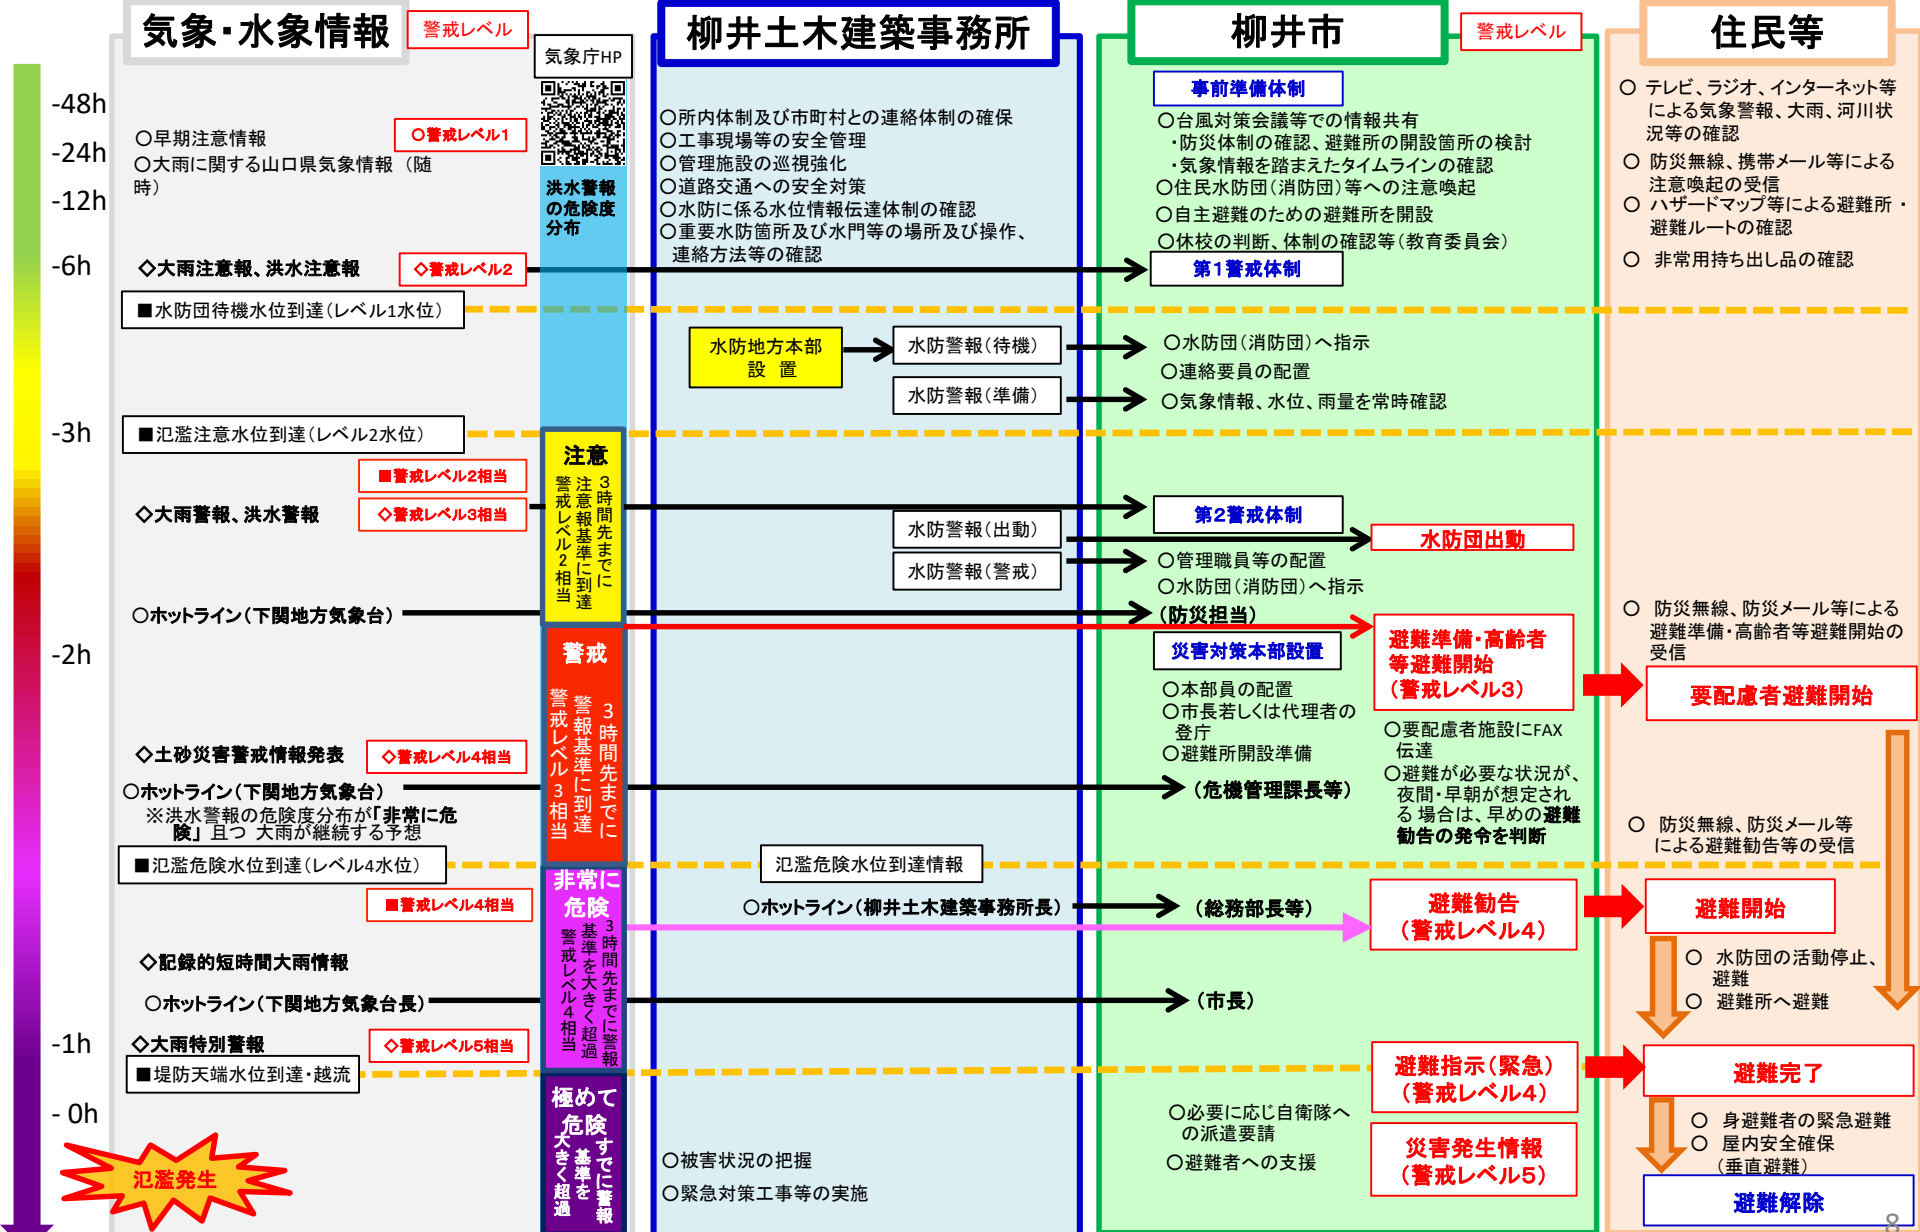 気象・水象情報
警戒レベル
気象庁HP
-48h
-24h
-12h
-6h
-3h
-2h
-1h
- 0h
○早期注意情報
○警戒レベル1
○大雨に関する山口県気象情報 (随
時)
◇大雨注意報、洪水注意報
◇警戒レベル2
■水防団待機水位到達(レベル1水位)
■氾濫注意水位到達(レベル2水位)
■警戒レベル2相当
◇大雨警報、洪水警報
◇警戒レベル3相当
○ホットライン(下関地方気象台)
◇土砂災害警戒情報発表
◇警戒レベル4相当
○ホットライン(下関地方気象台)
※洪水警報の危険度分布が「非常に危
険」 且つ 大雨が継続する予想
■氾濫危険水位到達(レベル4水位)
■警戒レベル4相当
◇記録的短時間大雨情報
○ホットライン(下関地方気象台長)
◇大雨特別警報
◇警戒レベル5相当
■堤防天端水位到達・越流
氾濫発生
洪水警報
の危険度
分布
注意
3時間先までに
注意報基準に到達
警戒レベル2相当
警戒
3時間先までに
警報基準に到達
警戒レベル3相当
非常に
危険
3時間先までに警報
基準を大きく超過
警戒レベル4相当
極めて
危険
すでに警報
基準を
大きく超過
柳井土木建築事務所
○所内体制及び市町村との連絡体制の確保
○工事現場等の安全管理
○管理施設の巡視強化
○道路交通への安全対策
○水防に係る水位情報伝達体制の確認
○重要水防箇所及び水門等の場所及び操作、
連絡方法等の確認
水防地方本部
設 置
水防警報(待機)
水防警報(準備)
水防警報(出動)
水防警報(警戒)
氾濫危険水位到達情報
○ホットライン(柳井土木建築事務所長)
○被害状況の把握
○緊急対策工事等の実施
柳井市
警戒レベル
事前準備体制
○台風対策会議等での情報共有
・防災体制の確認、避難所の開設箇所の検討
・気象情報を踏まえたタイムラインの確認
○住民水防団(消防団)等への注意喚起
○自主避難のための避難所を開設
○休校の判断、体制の確認等(教育委員会)
第1警戒体制
○水防団(消防団)へ指示
○連絡要員の配置
○気象情報、水位、雨量を常時確認
第2警戒体制
水防団出動
○管理職員等の配置
○水防団(消防団)へ指示
(防災担当)
災害対策本部設置
○本部員の配置
○市長若しくは代理者の
登庁
○避難所開設準備
避難準備・高齢者
等避難開始
(警戒レベル3)
○要配慮者施設にFAX
伝達
○避難が必要な状況が、
夜間・早朝が想定され
る 場合は、早めの避難
勧告の発令を判断
(危機管理課長等)
(総務部長等)
避難勧告
(警戒レベル4)
(市長)
避難指示(緊急)
(警戒レベル4)
○必要に応じ自衛隊へ
の派遣要請
○避難者への支援
災害発生情報
(警戒レベル5)
住民等
○ テレビ、ラジオ、インターネット等
による気象警報、大雨、河川状
況等の確認
○ 防災無線、携帯メール等による
注意喚起の受信
○ ハザードマップ等による避難所・
避難ルートの確認
○ 非常用持ち出し品の確認
○ 防災無線、防災メール等による
避難準備・高齢者等避難開始の
受信
要配慮者避難開始
○ 防災無線、防災メール等
による避難勧告等の受信
避難開始
○ 水防団の活動停止、
避難
○ 避難所へ避難
避難完了
○ 身避難者の緊急避難
○ 屋内安全確保
(垂直避難)
避難解除
8